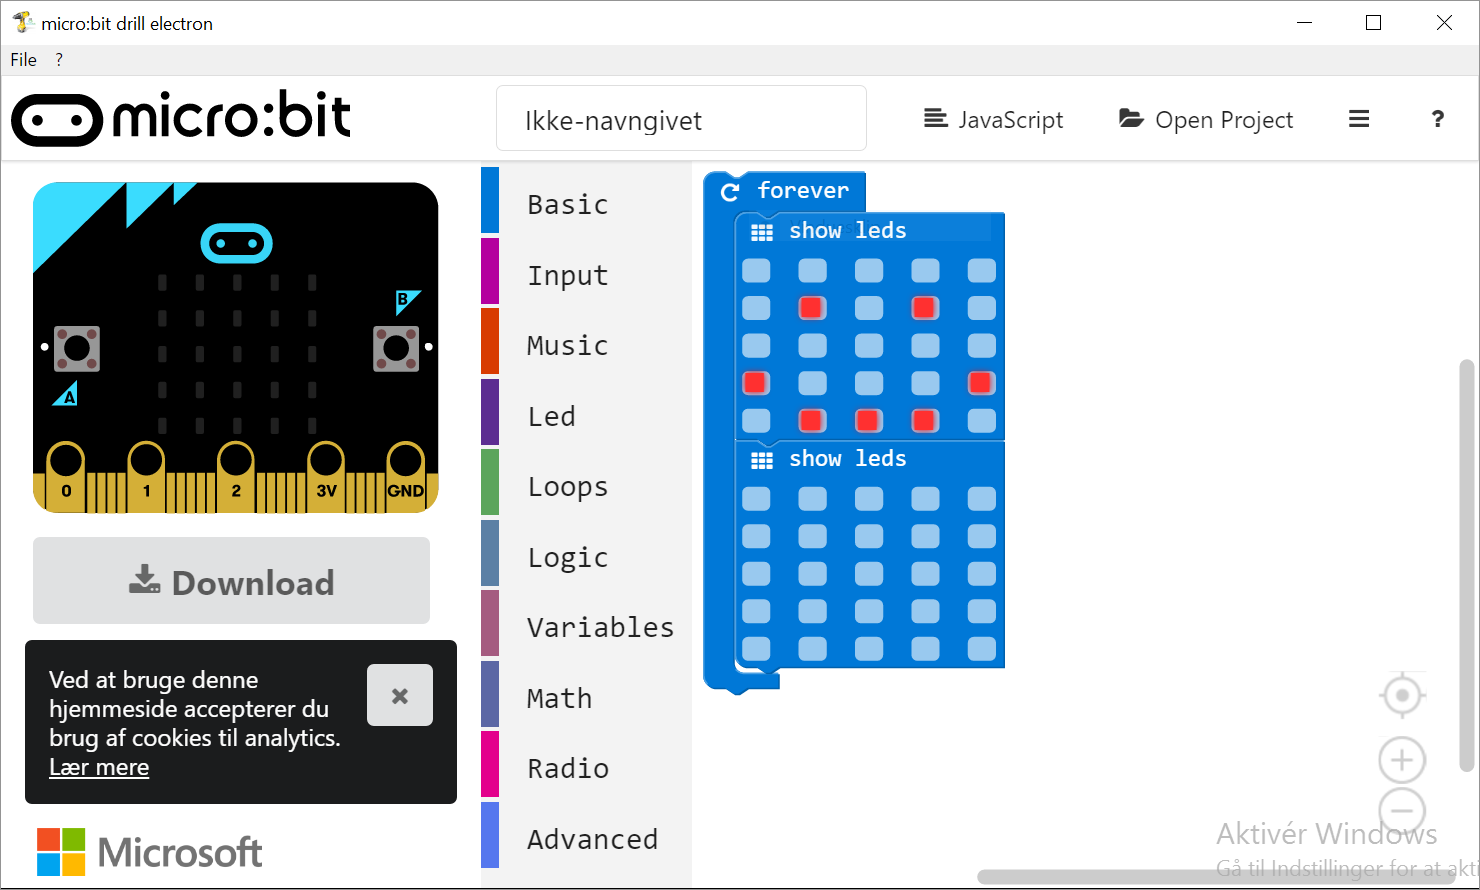 micro:bit drill electron
File ?
micro:bit
Ikke-navngivet
JavaScript
Open Project
?
B
A
0 1 2 3V GND
Download
Ved at bruge denne
hjemmeside accepterer du
brug af cookies til analytics.
Lær mere
Microsoft
Basic
Input
Music
Led
Loops
Logic
Variables
Math
Radio
Advanced
forever
show leds
show leds
Aktivér Windows
Gå til Indstillinger for at akti